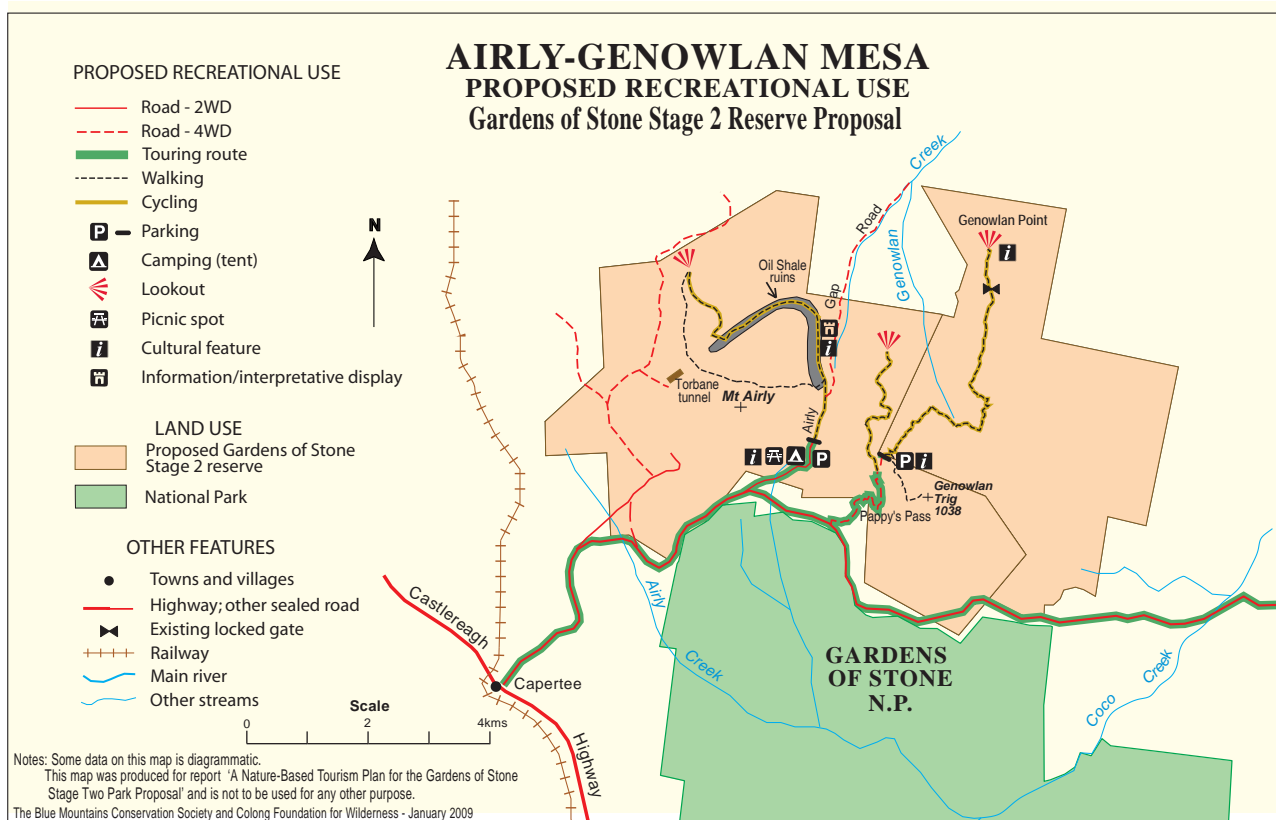 AIRLY-GENOWLAN MESA
PROPOSED RECREATIONAL USE
Gardens of Stone Stage 2 Reserve Proposal
PROPOSED RECREATIONAL USE
Road - 2WD
Road - 4WD
Touring route
Walking
Cycling
P Parking
Camping (tent)
Lookout
Picnic spot
i Cultural feature
Information/interpretative display
LAND USE
Proposed Gardens of Stone
Stage 2 reserve
National Park
OTHER FEATURES
Towns and villages
Highway; other sealed road
Existing locked gate
Railway
Main river
Other streams
N
Scale
0 2 4kms
Creek
Road
Genowlan
Genowlan Point
i
Oil Shale
ruins
Gap
i
Torbane
tunnel
Mt Airly
Airly
i P
P i
Genowlan
Trig
1038
Pappy's Pass
Airly
Creek
Castlereagh
Capertee
Highway
GARDENS
OF STONE
N.P.
Coco
Creek
Notes: Some data on this map is diagrammatic.
This map was produced for report 'A Nature-Based Tourism Plan for the Gardens of Stone
Stage Two Park Proposal' and is not to be used for any other purpose.
The Blue Mountains Conservation Society and Colong Foundation for Wilderness - January 2009